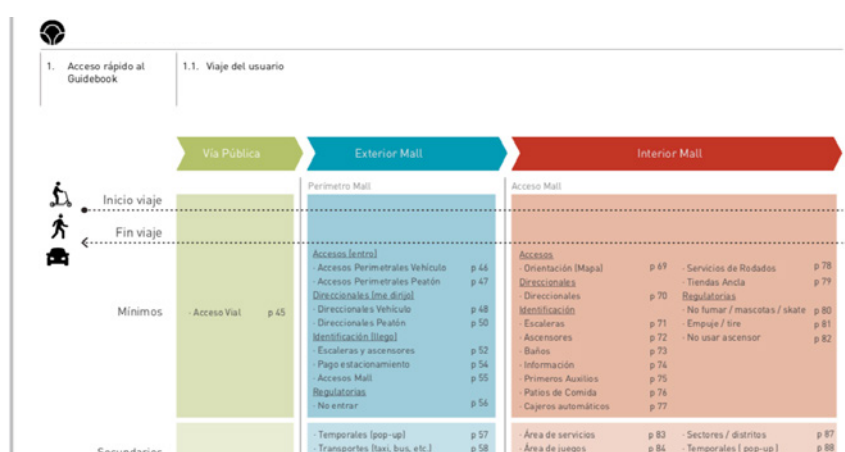 1. Acceso rápido al
Guidebook
1.1. Viaje del usuario
Vía Pública
Exterior Mall
Interior Mall
Perímetro Mall
Acceso Mall
Inicio viaje
Fin viaje
Mínimos
· Acceso Vial p 45
Accesos (entro)
· Accesos Perimetrales Vehículo p 46
· Accesos Perimetrales Peatón p 47
Direccionales (me dirijo)
· Direccionales Vehículo p 48
· Direccionales Peatón p 50
Identificación (llego)
· Escaleras y ascensores p 52
· Pago estacionamiento p 54
· Accesos Mall p 55
Regulatorias
· No entrar p 56
Accesos
· Orientación (Mapa) p 69
Direccionales
· Direccionales p 70
Identificación
· Escaleras p 71
· Ascensores p 72
· Baños p 73
· Información p 74
· Primeros Auxilios p 75
· Patios de Comida p 76
· Cajeros automáticos p 77
· Servicios de Rodados p 78
· Tiendas Ancla p 79
Regulatorias
· No fumar / mascotas / skate p 80
· Empuje / tire p 81
· No usar ascensor p 82
Secundarios
· Temporales (pop-up) p 57
· Transportes (taxi, bus, etc.) p 58
· Área de servicios p 83
· Área de juegos p 84
· Sectores / distritos p 87
· Temporales ( pop-up ) p 88